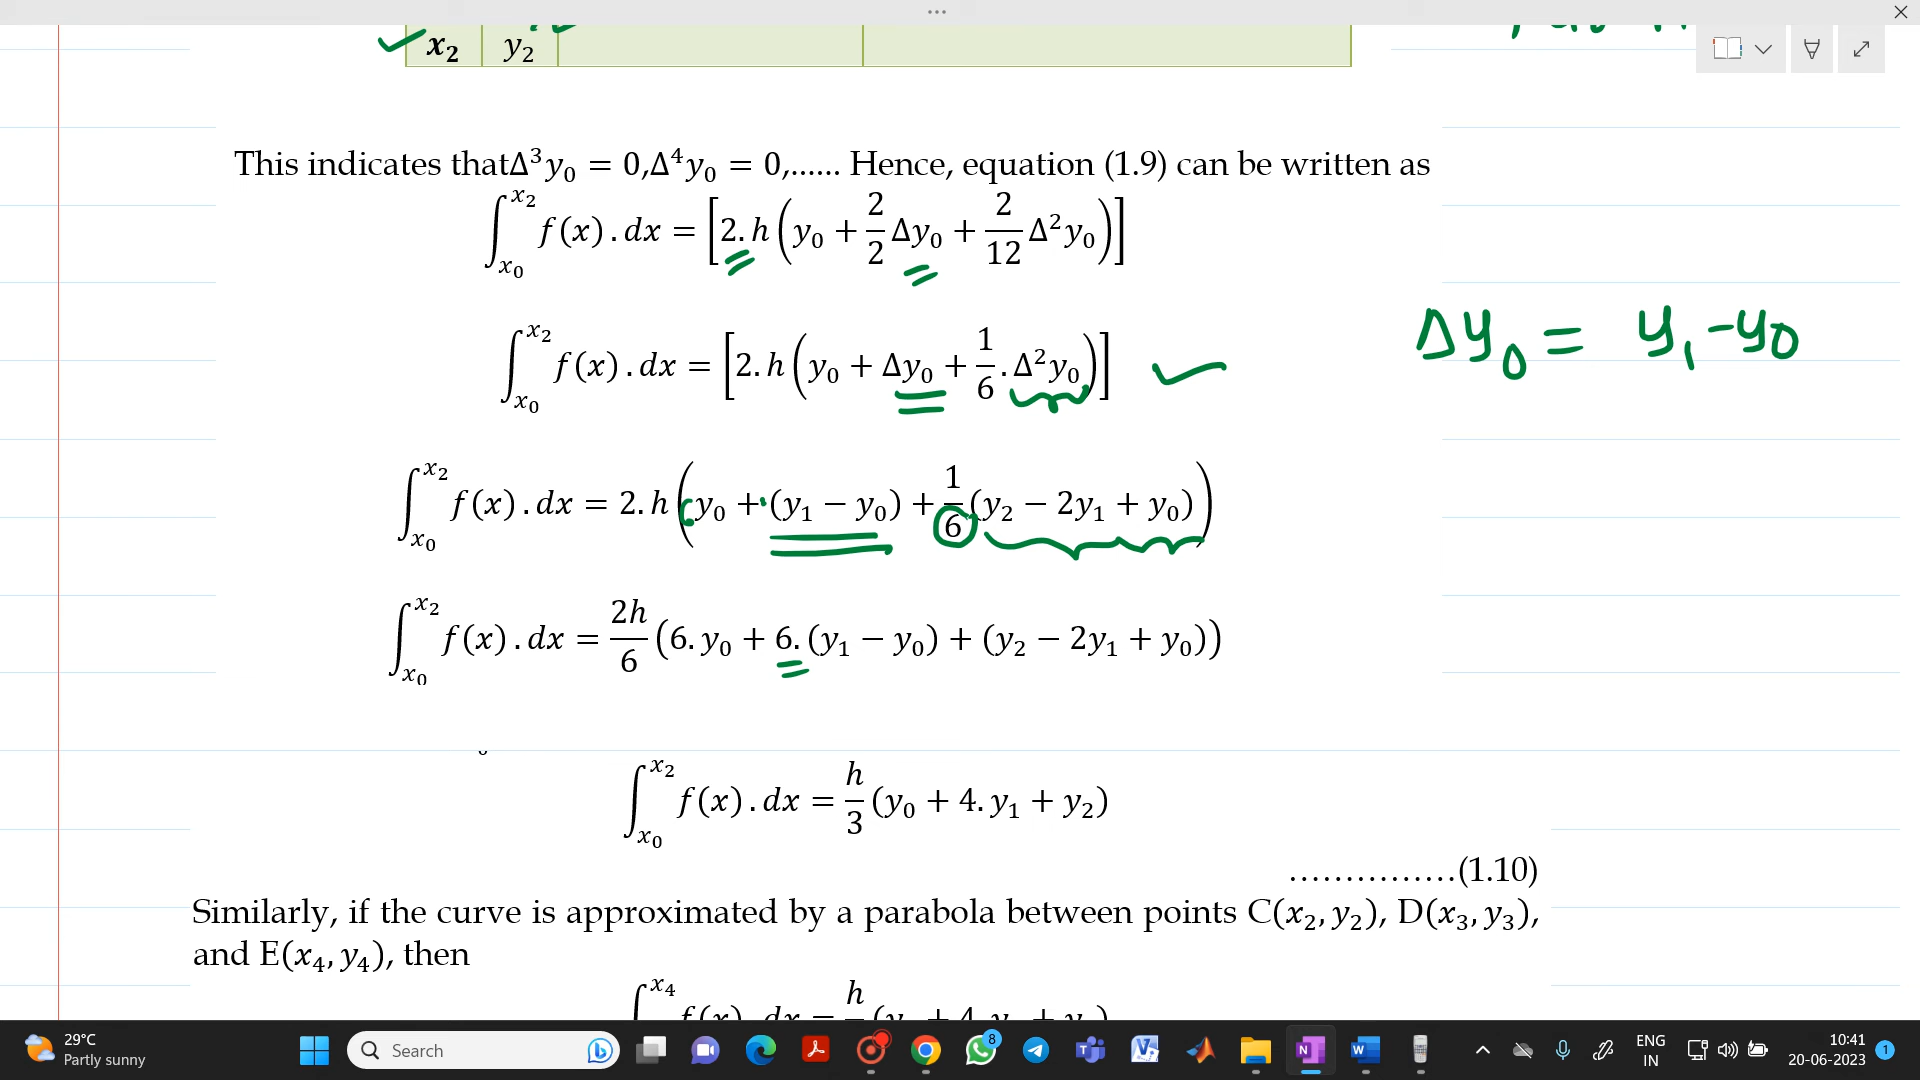 x₂ y₂
This indicates thatΔ³y₀ = 0,Δ⁴y₀ = 0,...... Hence, equation (1.9) can be written as
∫_{x₀}^{x₂} f(x).dx = [2.h(y₀ + 2/2 Δy₀ + 2/12 Δ²y₀)]
Δy₀ = y₁ - y₀
∫_{x₀}^{x₂} f(x).dx = [2.h(y₀ + Δy₀ + 1/6 .Δ²y₀)]
∫_{x₀}^{x₂} f(x).dx = 2.h(y₀ + (y₁ − y₀) + 1/6 (y₂ − 2y₁ + y₀))
∫_{x₀}^{x₂} f(x).dx = 2h/6 (6.y₀ + 6.(y₁ − y₀) + (y₂ − 2y₁ + y₀))
∫_{x₀}^{x₂} f(x).dx = h/3 (y₀ + 4.y₁ + y₂)
……………(1.10)
Similarly, if the curve is approximated by a parabola between points C(x₂, y₂), D(x₃, y₃),
and E(x₄, y₄), then
29°C
Partly sunny
Search
8
ENG
IN
10:41
20-06-2023
1